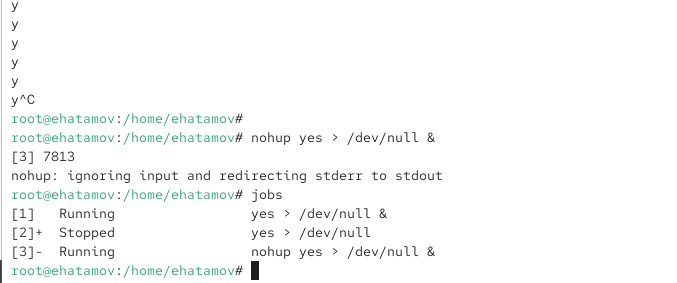 y
y
y
y
y
y^C
root@ehatamov:/home/ehatamov#
root@ehatamov:/home/ehatamov# nohup yes > /dev/null &
[3] 7813
nohup: ignoring input and redirecting stderr to stdout
root@ehatamov:/home/ehatamov# jobs
[1]   Running                 yes > /dev/null &
[2]+  Stopped                 yes > /dev/null
[3]-  Running                 nohup yes > /dev/null &
root@ehatamov:/home/ehatamov#